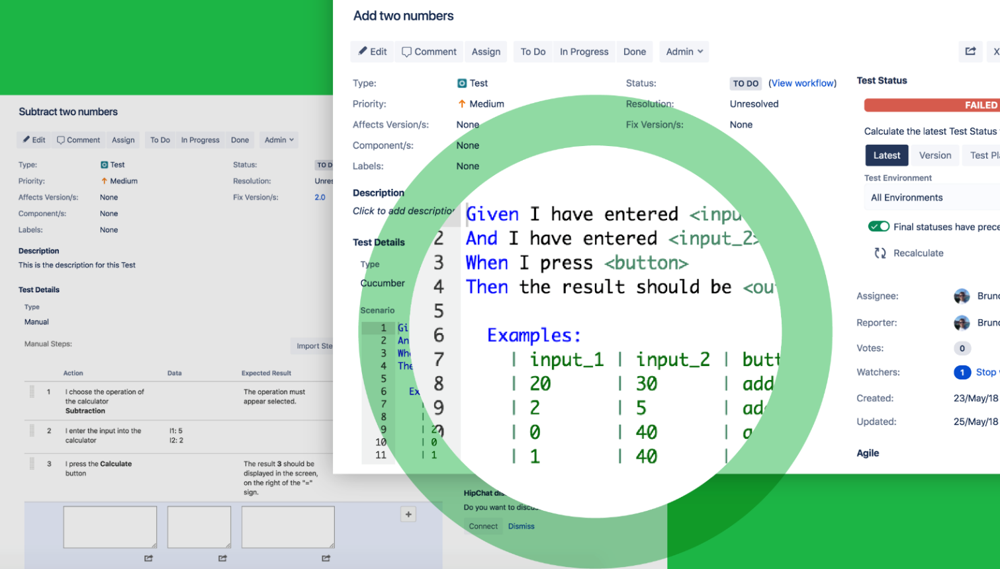 Add two numbers
Edit Comment Assign To Do In Progress Done Admin X
Type: Test Status: TO DO (View workflow)
Priority: Medium Resolution: Unresolved
Affects Version/s: None Fix Version/s: None
Component/s: None
Labels: None
Description
Click to add description
Test Details
Type
Cucumber
Scenario
1 Gi
2 An
3 Wh
4 The
5
6 Ex
7 |
8 |
9 | 2
10 | 0
11 | 1
Given I have entered <inpu
2 And I have entered <input_2>
3 When I press <button>
4 Then the result should be <ou
5
6 Examples:
7 | input_1 | input_2 | butt
8 | 20 | 30 | add
9 | 2 | 5 | ad
0 | 0 | 40 | a
| 1 | 40 |
Test Status
FAILED
Calculate the latest Test Status
Latest Version Test Pl
Test Environment
All Environments
Final statuses have prece
Recalculate
Assignee: Brun
Reporter: Brun
Votes: 0
Watchers: 1 Stop
Created: 23/May/18
Updated: 25/May/18
Agile
Subtract two numbers
Edit Comment Assign To Do In Progress Done Admin
Type: Test Status: TO D
Priority: Medium Resolution: Unres
Affects Version/s: None Fix Version/s: 2.0
Component/s: None
Labels: None
Description
This is the description for this Test
Test Details
Type
Manual
Manual Steps: Import Ste
Action Data Expected Result
1 I choose the operation of The operation must
the calculator appear selected.
Subtraction
2 I enter the input into the I1: 5
calculator I2: 2
3 I press the Calculate The result 3 should be
button displayed in the screen,
on the right of the "="
sign.
+
HipChat dis
Do you want to discu
Connect Dismiss